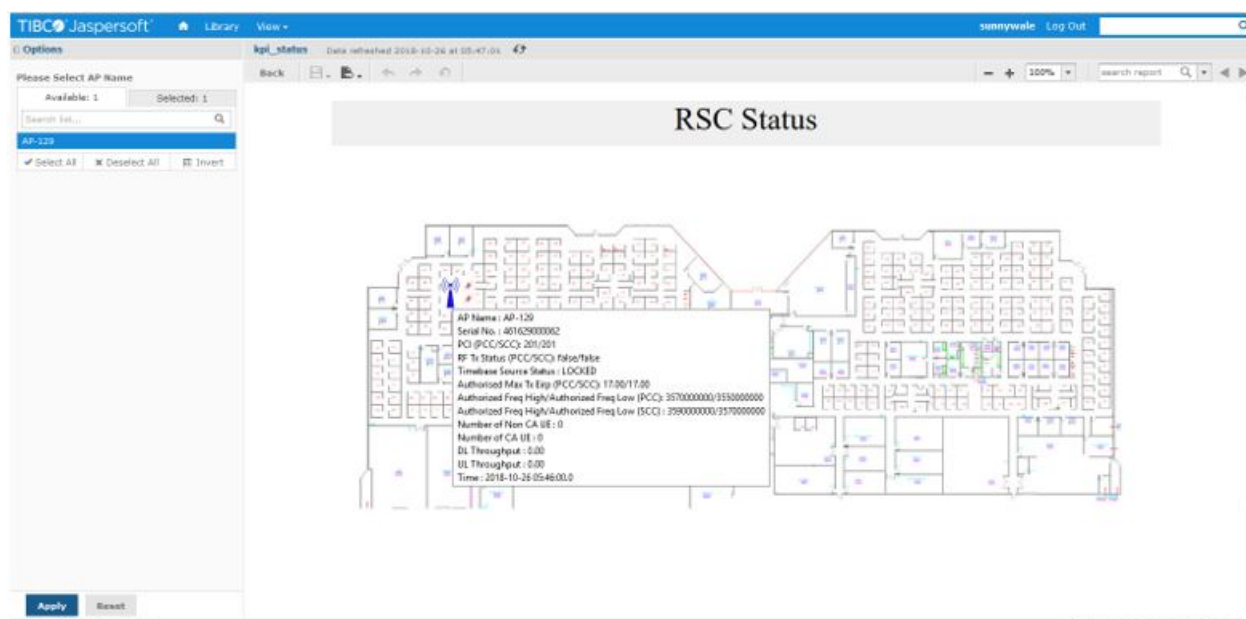 TIBCO Jaspersoft Library View sunnywale Log Out
Options
kpi_status Data refreshed 2018-10-26 at 05:47:01
Please Select AP Name
Back 100% search report
Available: 1 Selected: 1
Search list...
AP-129
Select All Deselect All Invert
RSC Status
AP Name : AP-129
Serial No. : 461629000062
PCI (PCC/SCC): 201/201
RF Tx Status (PCC/SCC): false/false
Timebase Source Status : LOCKED
Authorised Max Tx Eirp (PCC/SCC): 17.00/17.00
Authorized Freq High/Authorized Freq Low (PCC): 3570000000/3550000000
Authorized Freq High/Authorized Freq Low (SCC) : 3590000000/3570000000
Number of Non CA UE : 0
Number of CA UE : 0
DL Throughput : 0.00
UL Throughput : 0.00
Time : 2018-10-26 05:46:00.0
Apply Reset